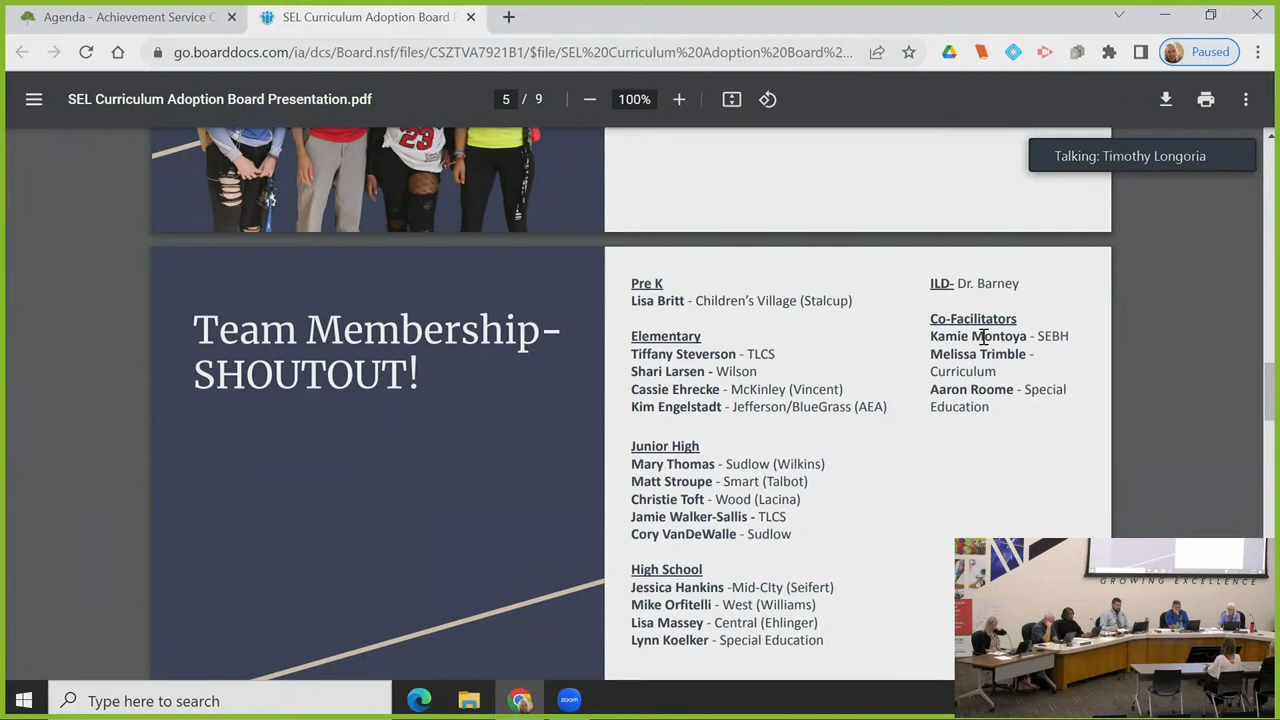 Agenda - Achievement Service C
SEL Curriculum Adoption Board P
go.boarddocs.com/ia/dcs/Board.nsf/files/CSZTVA7921B1/$file/SEL%20Curriculum%20Adoption%20Board%2...
Paused
SEL Curriculum Adoption Board Presentation.pdf
5 / 9
100%
Talking: Timothy Longoria
23
Team Membership-
SHOUTOUT!
Pre K
Lisa Britt - Children's Village (Stalcup)
Elementary
Tiffany Steverson - TLCS
Shari Larsen - Wilson
Cassie Ehrecke - McKinley (Vincent)
Kim Engelstadt - Jefferson/BlueGrass (AEA)
Junior High
Mary Thomas - Sudlow (Wilkins)
Matt Stroupe - Smart (Talbot)
Christie Toft - Wood (Lacina)
Jamie Walker-Sallis - TLCS
Cory VanDeWalle - Sudlow
High School
Jessica Hankins -Mid-CIty (Seifert)
Mike Orfitelli - West (Williams)
Lisa Massey - Central (Ehlinger)
Lynn Koelker - Special Education
ILD- Dr. Barney
Co-Facilitators
Kamie Montoya - SEBH
Melissa Trimble -
Curriculum
Aaron Roome - Special
Education
GROWING EXCELLENCE
Type here to search
zoom